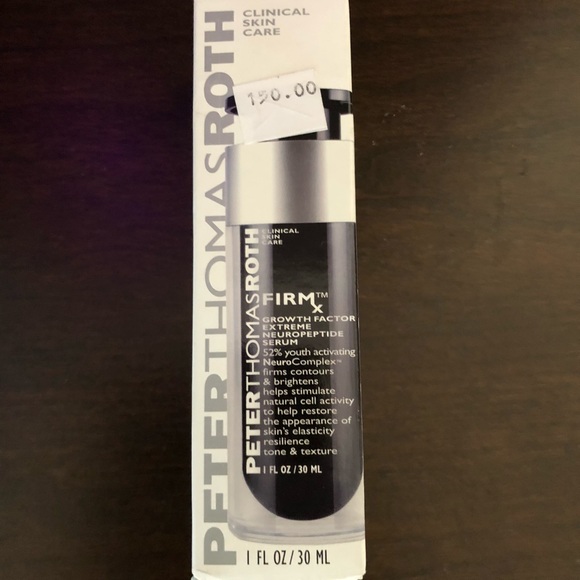 CLINICAL
SKIN
CARE
PETERTHOMASROTH
190.00
PETERTHOMASROTH
CLINICAL
SKIN
CARE
FIRMx™
GROWTH FACTOR
EXTREME
NEUROPEPTIDE
SERUM
52% youth activating
NeuroComplex™
firms contours
& brightens
helps stimulate
natural cell activity
to help restore
the appearance of
skin's elasticity
resilience
tone & texture
1 FL OZ/30 ML
1 FL OZ/30 ML